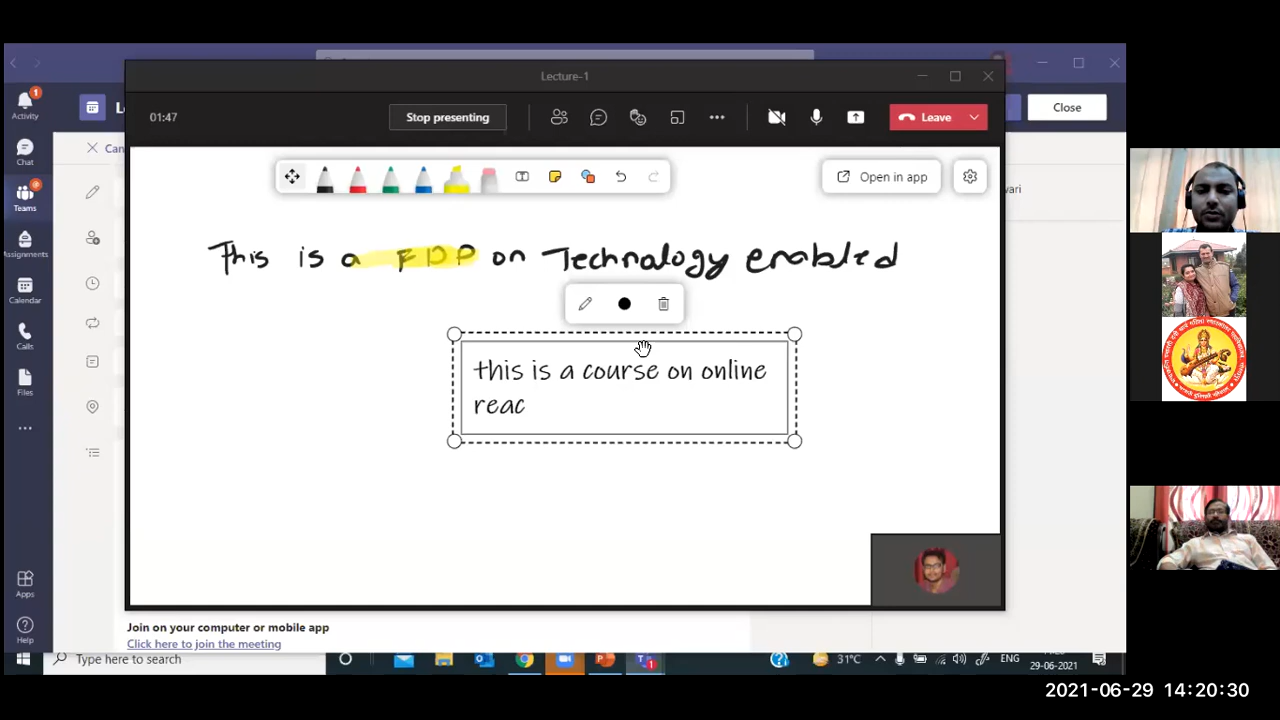 Lecture-1
Close
01:47
Stop presenting
Leave
Activity
Chat
Teams
Assignments
Calls
Files
Apps
Help
Open in app
This is a FDP on Technology enabled
this is a course on online
reac
Join on your computer or mobile app
Click here to join the meeting
Type here to search
31°C
ENG
29-06-2021
2021-06-29 14:20:30